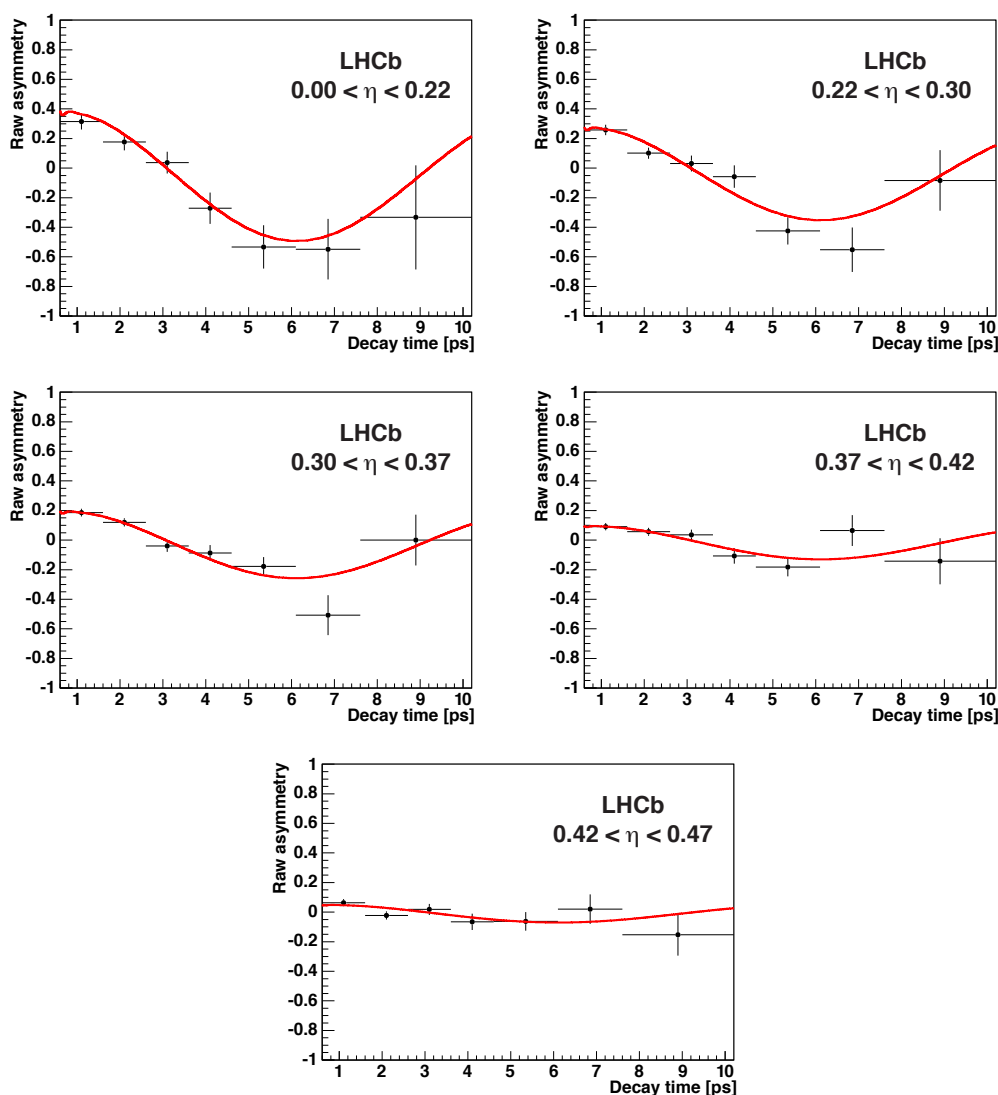 Raw asymmetry
1
0.8
0.6
0.4
0.2
0
-0.2
-0.4
-0.6
-0.8
-1
LHCb
0.00 < η < 0.22
1 2 3 4 5 6 7 8 9 10
Decay time [ps]
Raw asymmetry
1
0.8
0.6
0.4
0.2
0
-0.2
-0.4
-0.6
-0.8
-1
LHCb
0.22 < η < 0.30
1 2 3 4 5 6 7 8 9 10
Decay time [ps]
Raw asymmetry
1
0.8
0.6
0.4
0.2
0
-0.2
-0.4
-0.6
-0.8
-1
LHCb
0.30 < η < 0.37
1 2 3 4 5 6 7 8 9 10
Decay time [ps]
Raw asymmetry
1
0.8
0.6
0.4
0.2
0
-0.2
-0.4
-0.6
-0.8
-1
LHCb
0.37 < η < 0.42
1 2 3 4 5 6 7 8 9 10
Decay time [ps]
Raw asymmetry
1
0.8
0.6
0.4
0.2
0
-0.2
-0.4
-0.6
-0.8
-1
LHCb
0.42 < η < 0.47
1 2 3 4 5 6 7 8 9 10
Decay time [ps]